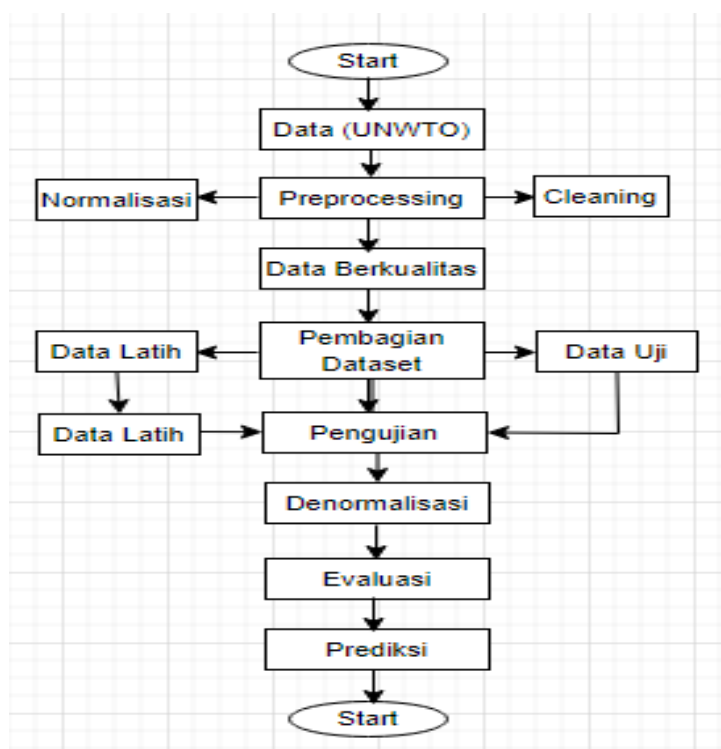 Start
Data (UNWTO)
Normalisasi
Preprocessing
Cleaning
Data Berkualitas
Data Latih
Pembagian
Dataset
Data Uji
Data Latih
Pengujian
Denormalisasi
Evaluasi
Prediksi
Start